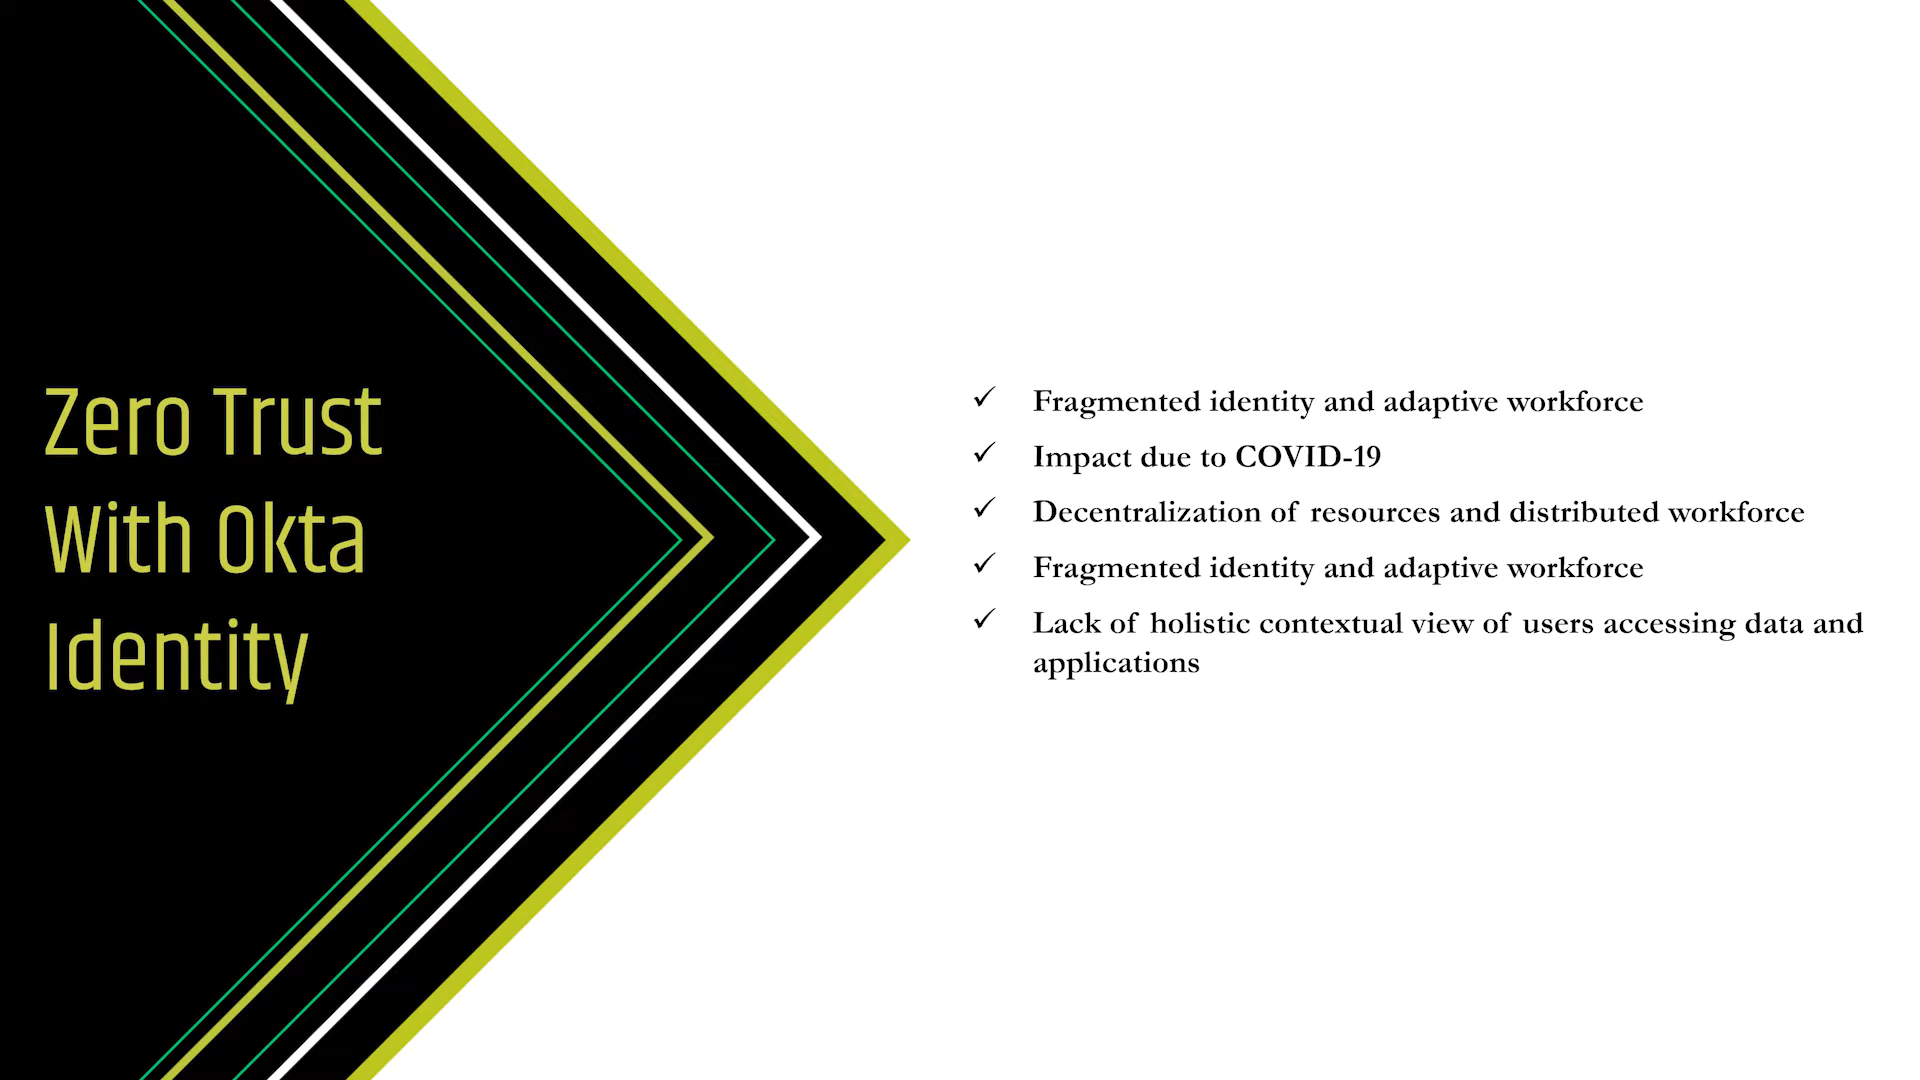 Zero Trust
With Okta
Identity
✓ Fragmented identity and adaptive workforce
✓ Impact due to COVID-19
✓ Decentralization of resources and distributed workforce
✓ Fragmented identity and adaptive workforce
✓ Lack of holistic contextual view of users accessing data and
applications